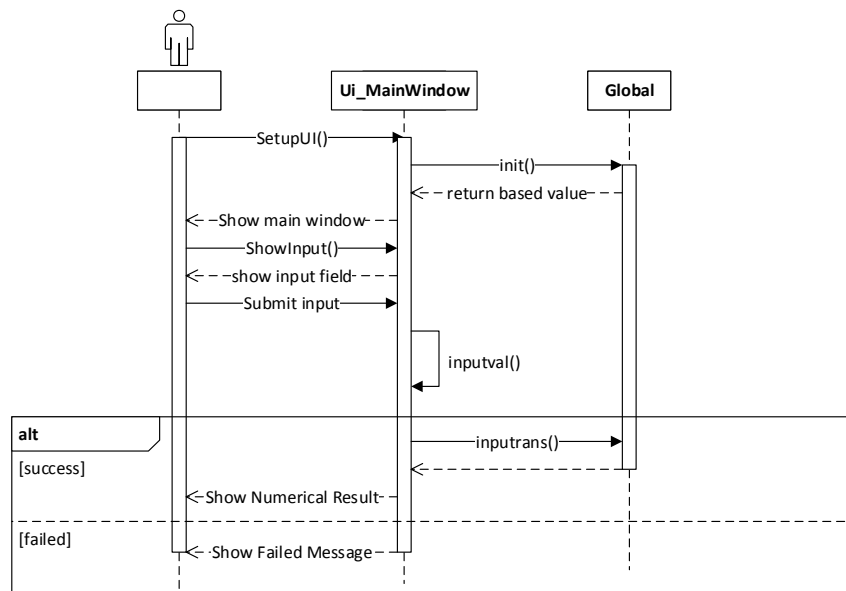 Ui_MainWindow
Global
SetupUI()
init()
return based value
Show main window
ShowInput()
show input field
Submit input
inputval()
alt
inputrans()
[success]
Show Numerical Result
[failed]
Show Failed Message